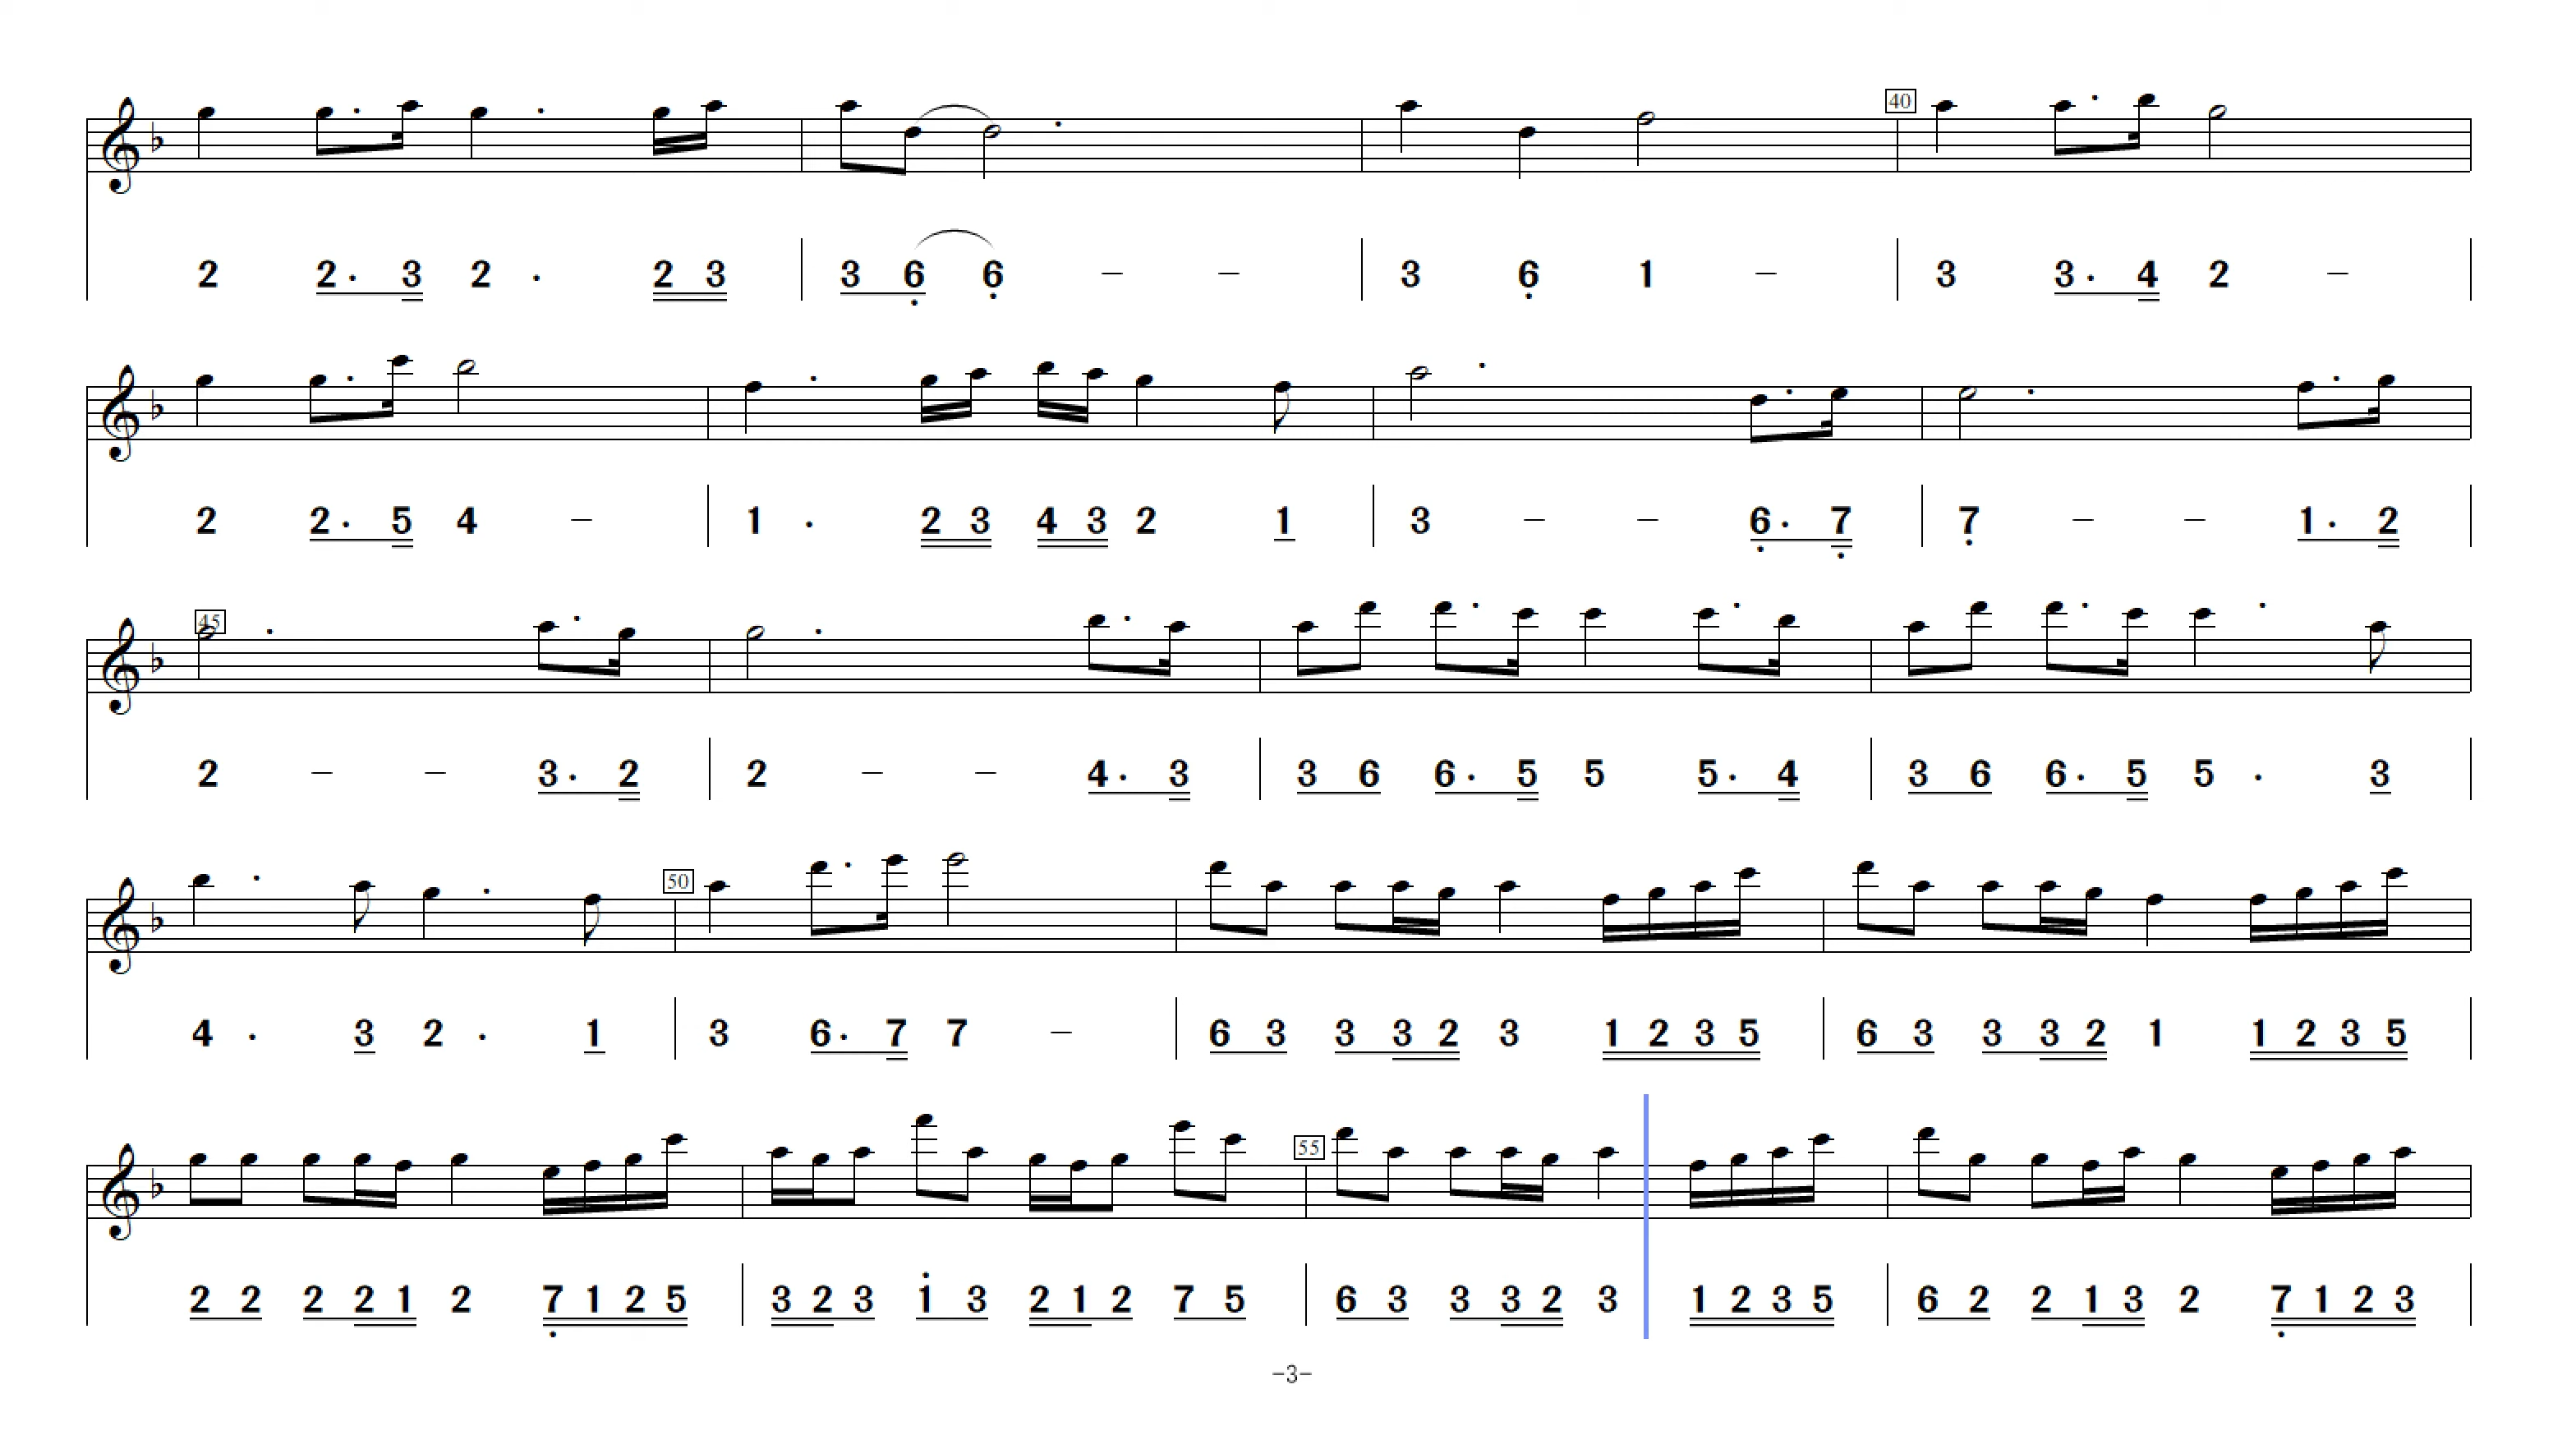 40
2 2· 3 2 · 2 3 | 3 6 6 – – | 3 6 1 – | 3 3· 4 2 –
2 2· 5 4 – | 1 · 2 3 4 3 2 1 | 3 – – 6· 7 | 7 – – 1· 2
45
2 – – 3· 2 | 2 – – 4· 3 | 3 6 6· 5 5 5· 4 | 3 6 6· 5 5 · 3
50
4 · 3 2 · 1 | 3 6· 7 7 – | 6 3 3 3 2 3 1 2 3 5 | 6 3 3 3 2 1 1 2 3 5
55
2 2 2 2 1 2 7 1 2 5 | 3 2 3 1 3 2 1 2 7 5 | 6 3 3 3 2 3 1 2 3 5 | 6 2 2 1 3 2 7 1 2 3
-3-